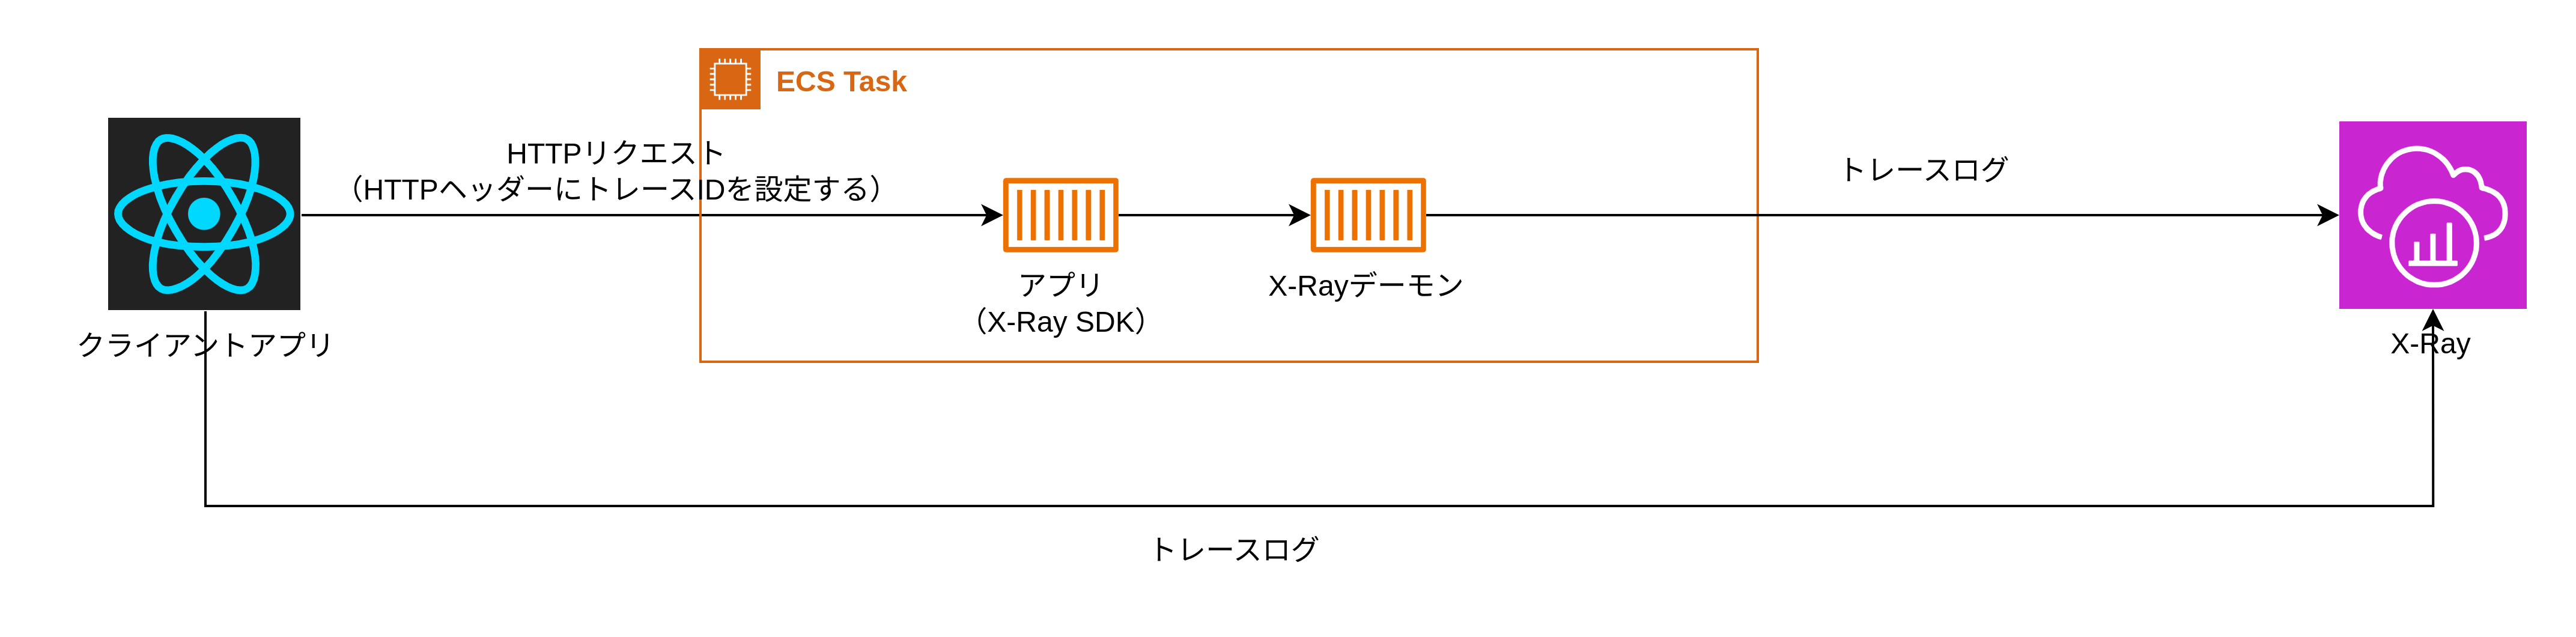 ECS Task
HTTPリクエスト
（HTTPヘッダーにトレースIDを設定する）
トレースログ
アプリ
（X-Ray SDK）
X-Rayデーモン
クライアントアプリ
X-Ray
トレースログ